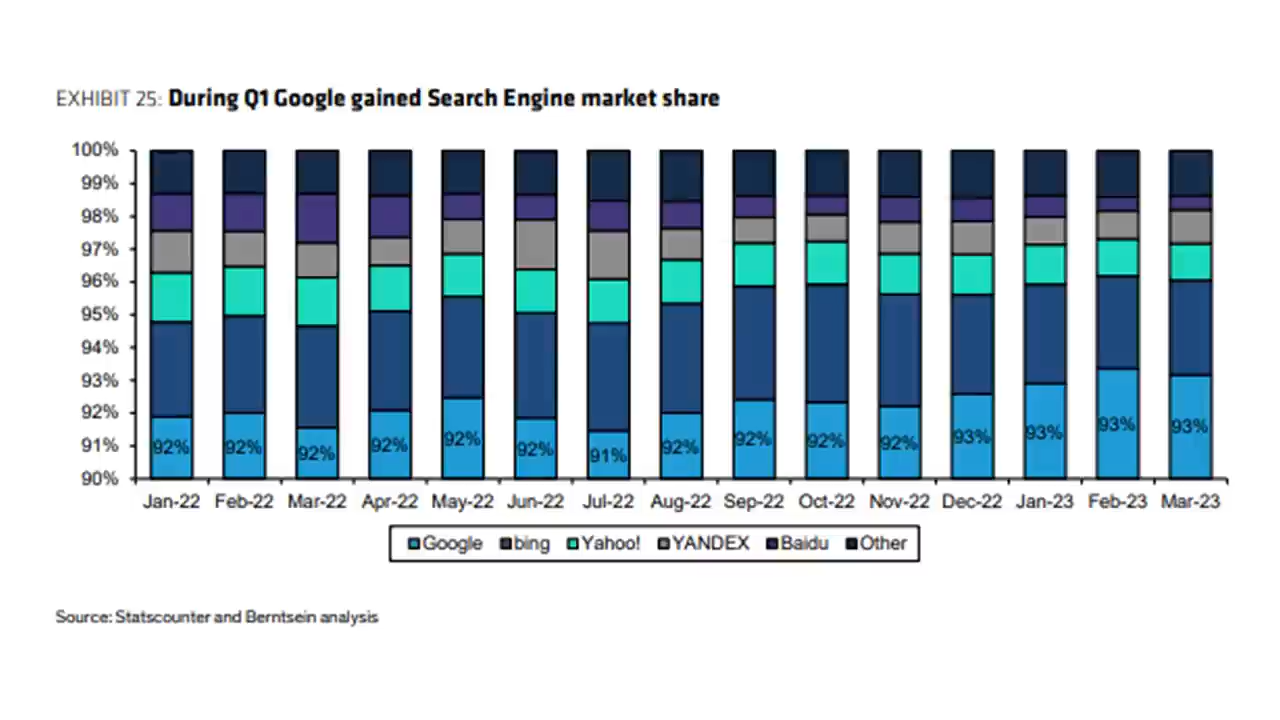 EXHIBIT 25: During Q1 Google gained Search Engine market share
100%
99%
98%
97%
96%
95%
94%
93%
92%
91%
90%
92% 92% 92% 92% 92% 92% 91% 92% 92% 92% 92% 93% 93% 93% 93%
Jan-22 Feb-22 Mar-22 Apr-22 May-22 Jun-22 Jul-22 Aug-22 Sep-22 Oct-22 Nov-22 Dec-22 Jan-23 Feb-23 Mar-23
Google bing Yahoo! YANDEX Baidu Other
Source: Statscounter and Berntsein analysis